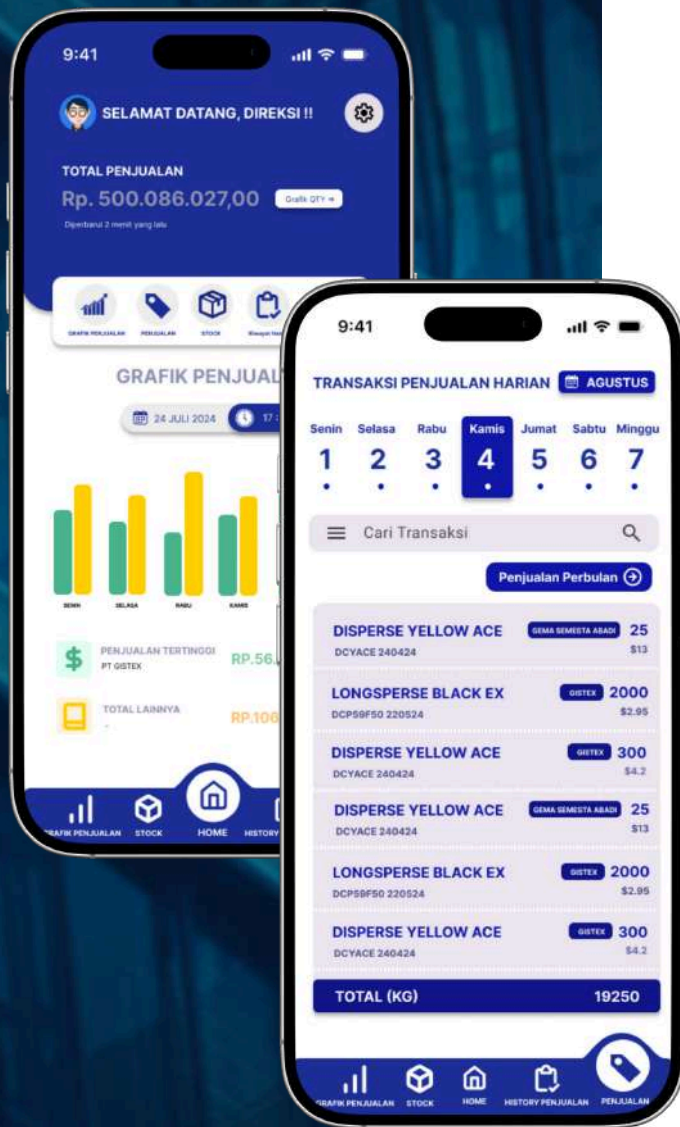 9:41
SELAMAT DATANG, DIREKSI !!
TOTAL PENJUALAN
Rp. 500.086.027,00
Grafik QTY
Diperbarui 2 menit yang lalu
GRAFIK PENJUALAN
PENJUALAN
STOCK
Riwayat
GRAFIK PENJUAL
24 JULI 2024
17:
SENIN
SELASA
RABU
KAMIS
PENJUALAN TERTINGGI
RP.56.
PT GISTEX
TOTAL LAINNYA
RP.106
-
GRAFIK PENJUALAN
STOCK
HOME
HISTORY
9:41
TRANSAKSI PENJUALAN HARIAN
AGUSTUS
Senin Selasa Rabu Kamis Jumat Sabtu Minggu
1 2 3 4 5 6 7
Cari Transaksi
Penjualan Perbulan
DISPERSE YELLOW ACE GEMA SEMESTA ABADI 25
DCYACE 240424 $13
LONGSPERSE BLACK EX GISTEX 2000
DCP59F50 220524 $2.95
DISPERSE YELLOW ACE GISTEX 300
DCYACE 240424 $4.2
DISPERSE YELLOW ACE GEMA SEMESTA ABADI 25
DCYACE 240424 $13
LONGSPERSE BLACK EX GISTEX 2000
DCP59F50 220524 $2.95
DISPERSE YELLOW ACE GISTEX 300
DCYACE 240424 $4.2
TOTAL (KG) 19250
GRAFIK PENJUALAN
STOCK
HOME
HISTORY PENJUALAN
PENJUALAN